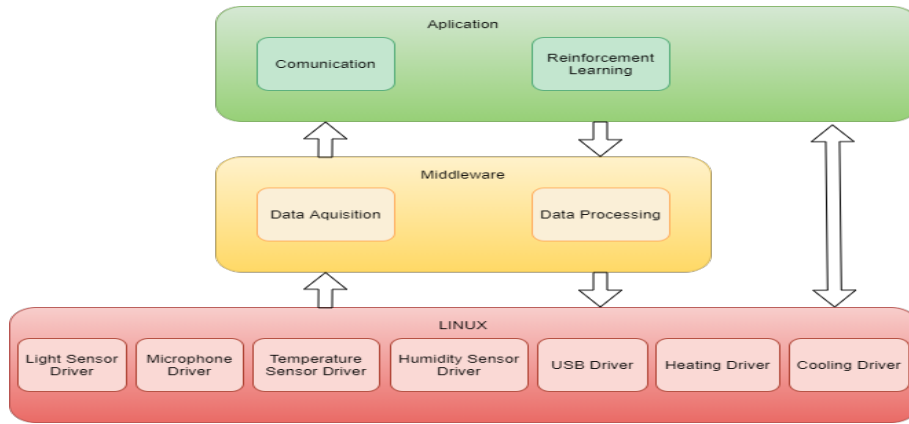 Aplication
Comunication
Reinforcement
Learning
Middleware
Data Aquisition
Data Processing
LINUX
Light Sensor
Driver
Microphone
Driver
Temperature
Sensor Driver
Humidity Sensor
Driver
USB Driver
Heating Driver
Cooling Driver